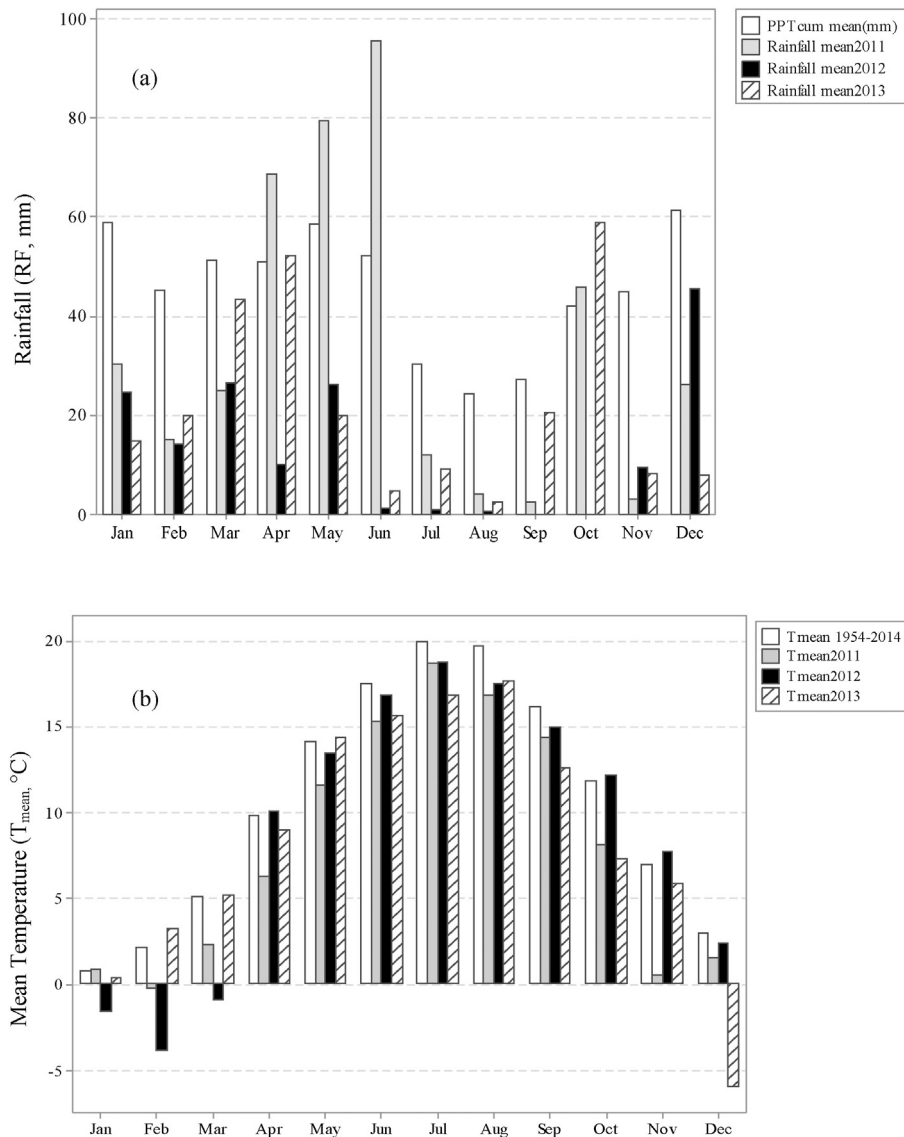 100
80
60
40
20
0
Rainfall (RF, mm)
(a)
PPTcum mean(mm)
Rainfall mean2011
Rainfall mean2012
Rainfall mean2013
Jan Feb Mar Apr May Jun Jul Aug Sep Oct Nov Dec
20
15
10
5
0
-5
Mean Temperature (Tmean, °C)
(b)
Tmean 1954-2014
Tmean2011
Tmean2012
Tmean2013
Jan Feb Mar Apr May Jun Jul Aug Sep Oct Nov Dec